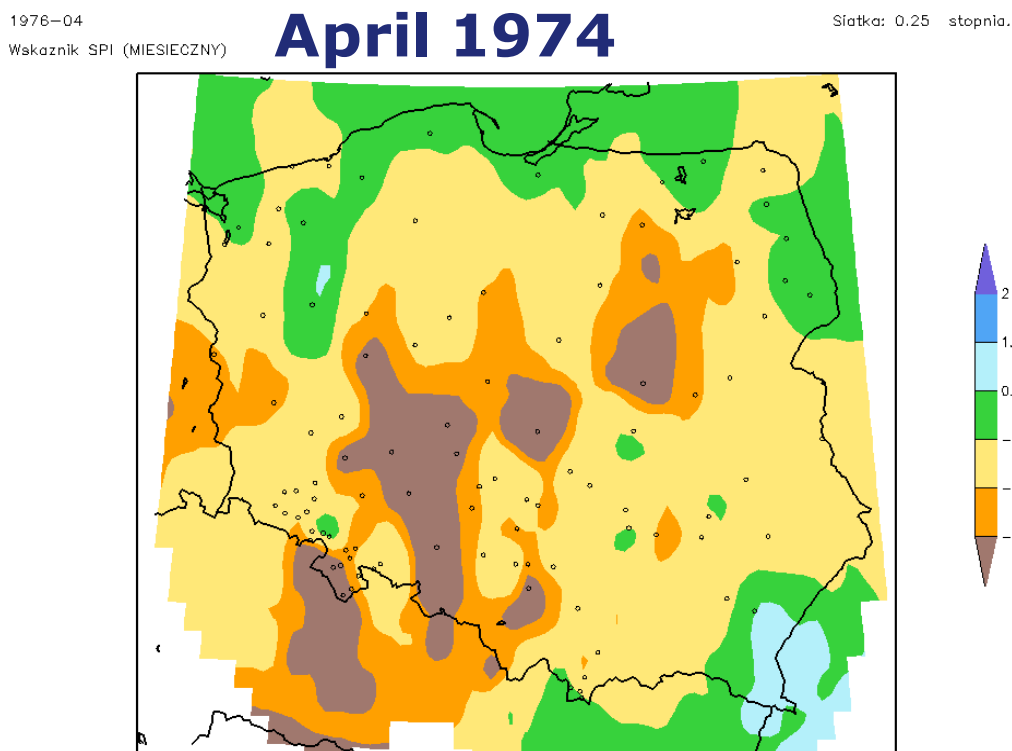 1976-04
Wskaznik SPI (MIESIECZNY)
April 1974
Siatka: 0.25 stopnia.
2
1.
0.
-
-
-